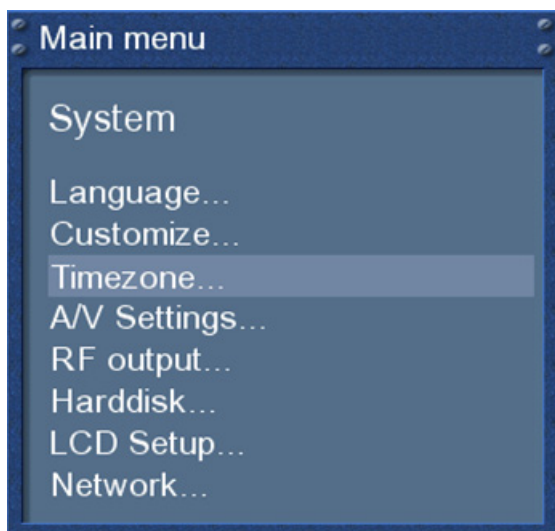 Main menu
System
Language...
Customize...
Timezone...
A/V Settings...
RF output...
Harddisk...
LCD Setup...
Network...